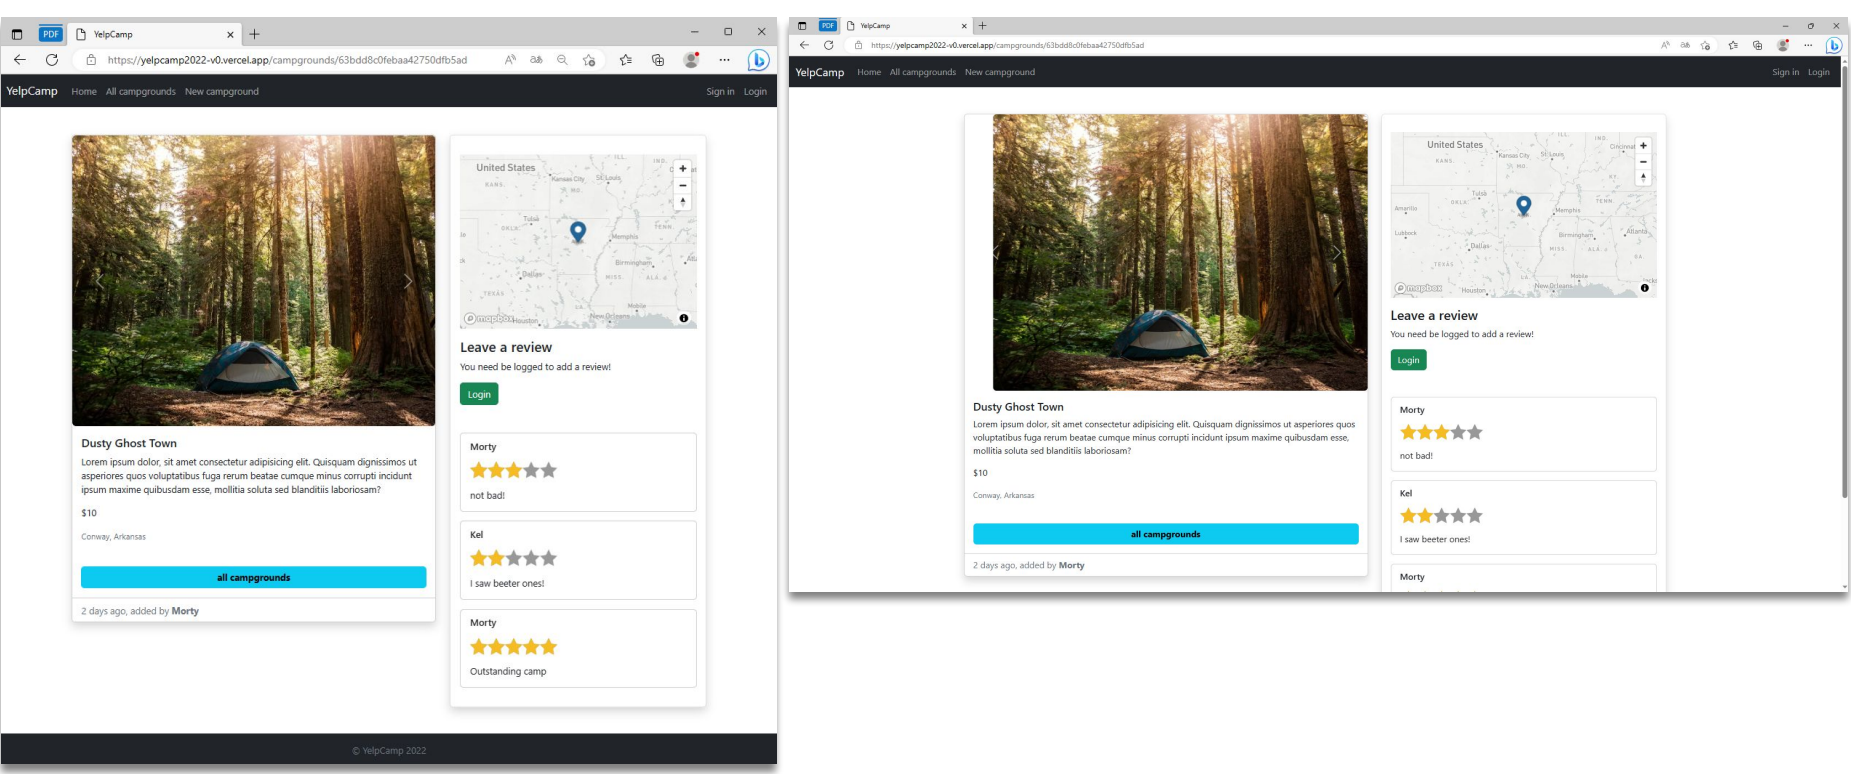 PDF
YelpCamp
https://yelpcamp2022-v0.vercel.app/campgrounds/63bdd8c0febaa42750dfb5ad
YelpCamp Home All campgrounds New campground Sign in Login
United States
KANS.
Kansas City
St. Louis
ILL.
IND.
MO.
Tulsa
OKLA.
Memphis
TENN.
Birmingham
Dallas
MISS.
ALA.
TEXAS
LA.
Mobile
mapbox
Houston
New Orleans
Leave a review
You need be logged to add a review!
Login
Morty
not bad!
Kel
I saw beeter ones!
Morty
Outstanding camp
Dusty Ghost Town
Lorem ipsum dolor, sit amet consectetur adipisicing elit. Quisquam dignissimos ut
asperiores quos voluptatibus fuga rerum beatae cumque minus corrupti incidunt
ipsum maxime quibusdam esse, mollitia soluta sed blanditiis laboriosam?
$10
Conway, Arkansas
all campgrounds
2 days ago, added by Morty
© YelpCamp 2022
PDF
YelpCamp
https://yelpcamp2022-v0.vercel.app/campgrounds/63bdd8c0febaa42750dfb5ad
YelpCamp Home All campgrounds New campground Sign in Login
United States
KANS.
Kansas City
St. Louis
ILL.
IND.
Cincinnat
MO.
KY.
Tulsa
OKLA.
Amarillo
Memphis
TENN.
Lubbock
Birmingham
Atlanta
Dallas
MISS.
ALA.
GA.
TEXAS
LA.
Mobile
mapbox
Houston
New Orleans
Leave a review
You need be logged to add a review!
Login
Morty
not bad!
Kel
I saw beeter ones!
Morty
Dusty Ghost Town
Lorem ipsum dolor, sit amet consectetur adipisicing elit. Quisquam dignissimos ut asperiores quos
voluptatibus fuga rerum beatae cumque minus corrupti incidunt ipsum maxime quibusdam esse,
mollitia soluta sed blanditiis laboriosam?
$10
Conway, Arkansas
all campgrounds
2 days ago, added by Morty